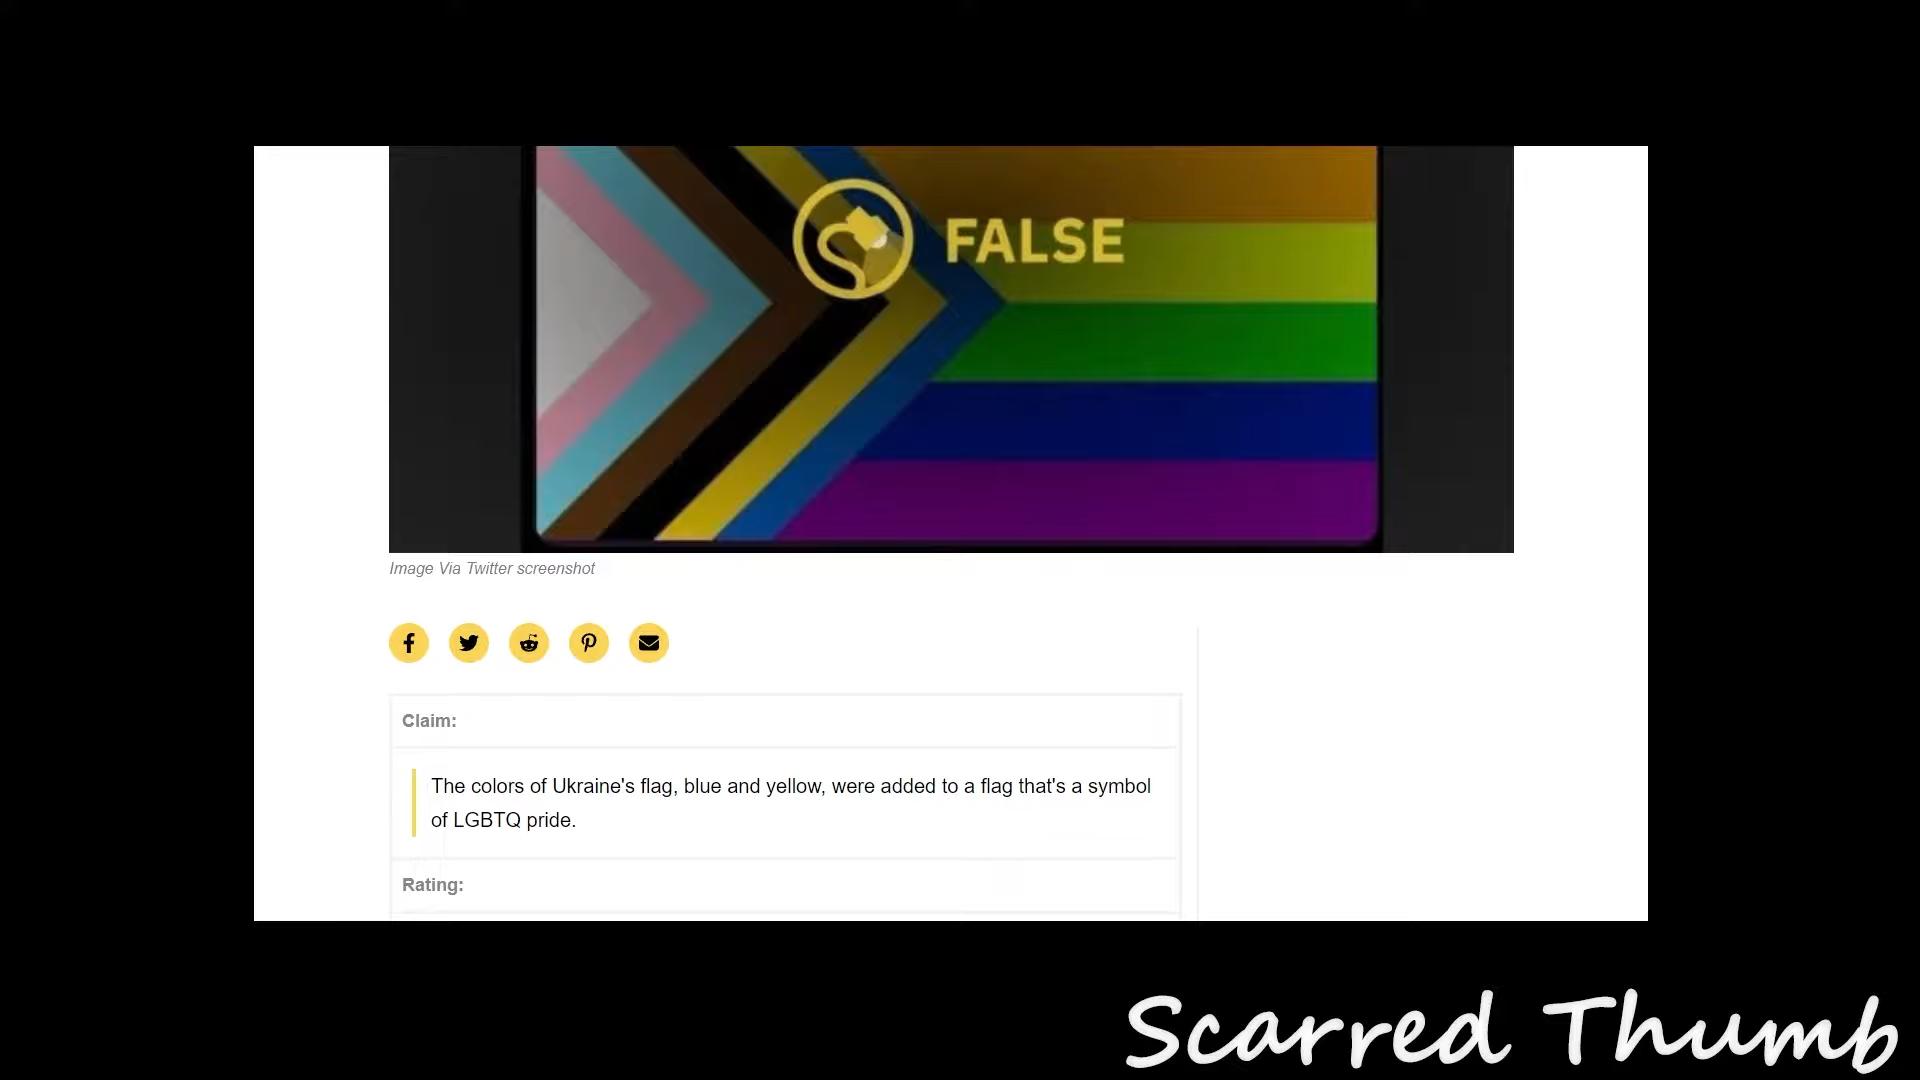 FALSE
Image Via Twitter screenshot
Claim:
The colors of Ukraine's flag, blue and yellow, were added to a flag that's a symbol
of LGBTQ pride.
Rating:
Scarred Thumb